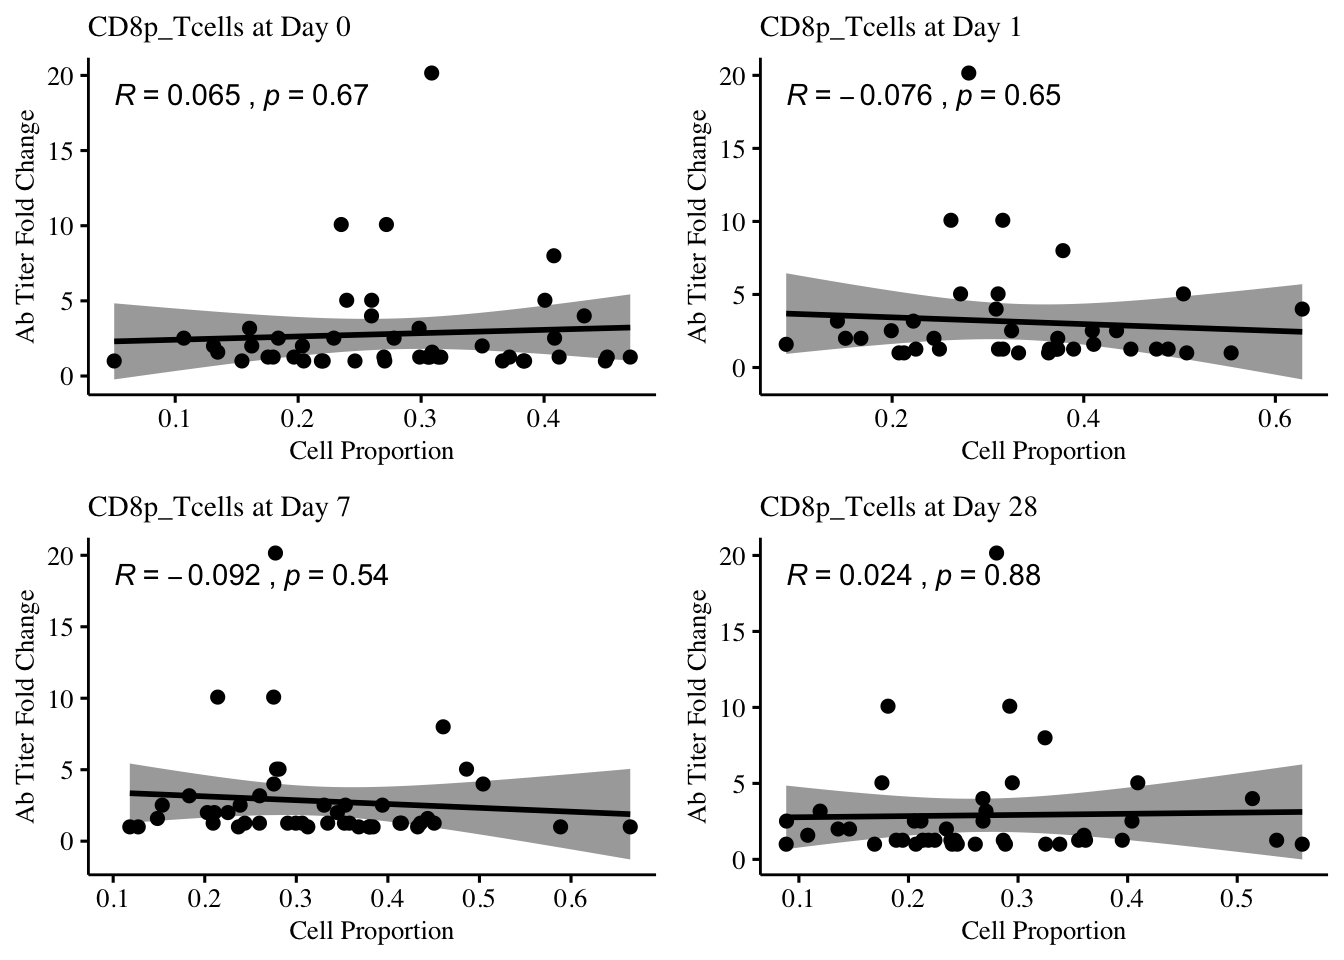 CD8p_Tcells at Day 0
R = 0.065 , p = 0.67
20
15
10
5
0
Ab Titer Fold Change
0.1 0.2 0.3 0.4
Cell Proportion
CD8p_Tcells at Day 1
R = −0.076 , p = 0.65
20
15
10
5
0
Ab Titer Fold Change
0.2 0.4 0.6
Cell Proportion
CD8p_Tcells at Day 7
R = −0.092 , p = 0.54
20
15
10
5
0
Ab Titer Fold Change
0.1 0.2 0.3 0.4 0.5 0.6
Cell Proportion
CD8p_Tcells at Day 28
R = 0.024 , p = 0.88
20
15
10
5
0
Ab Titer Fold Change
0.1 0.2 0.3 0.4 0.5
Cell Proportion